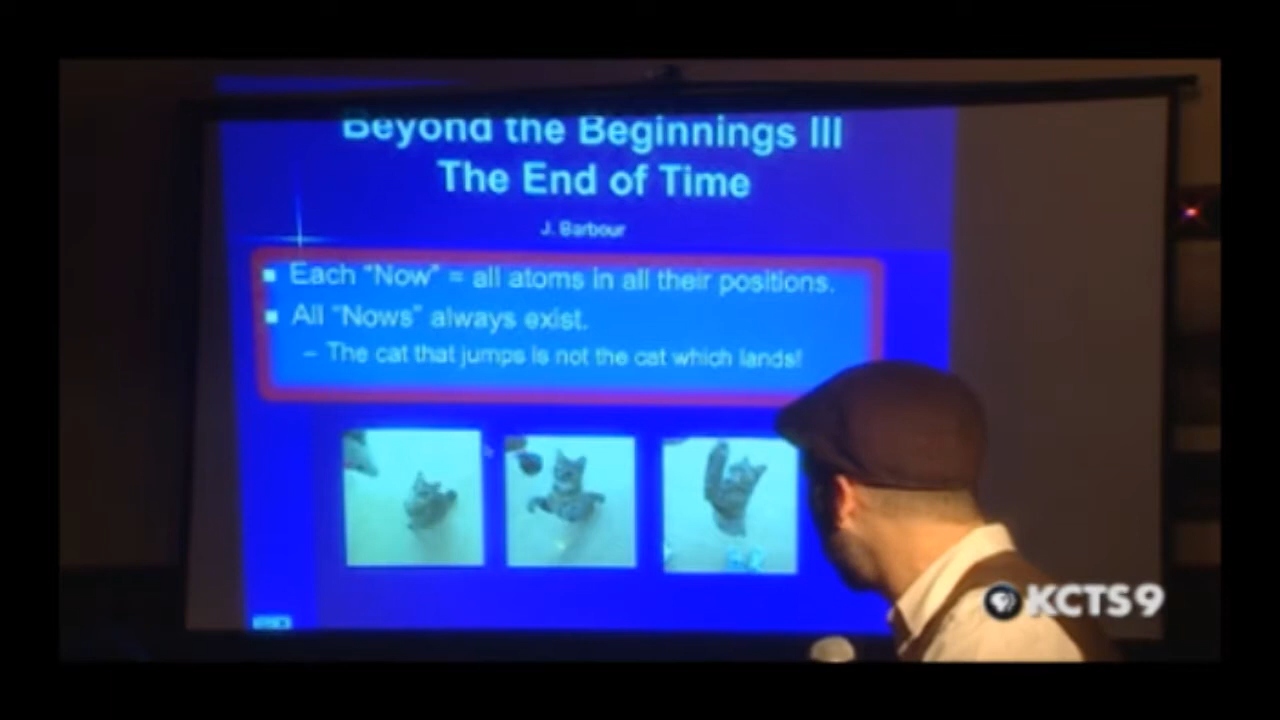 Beyond the Beginnings III
The End of Time
J. Barbour
▪ Each “Now” = all atoms in all their positions.
▪ All “Nows” always exist.
– The cat that jumps is not the cat which lands!
KCTS9